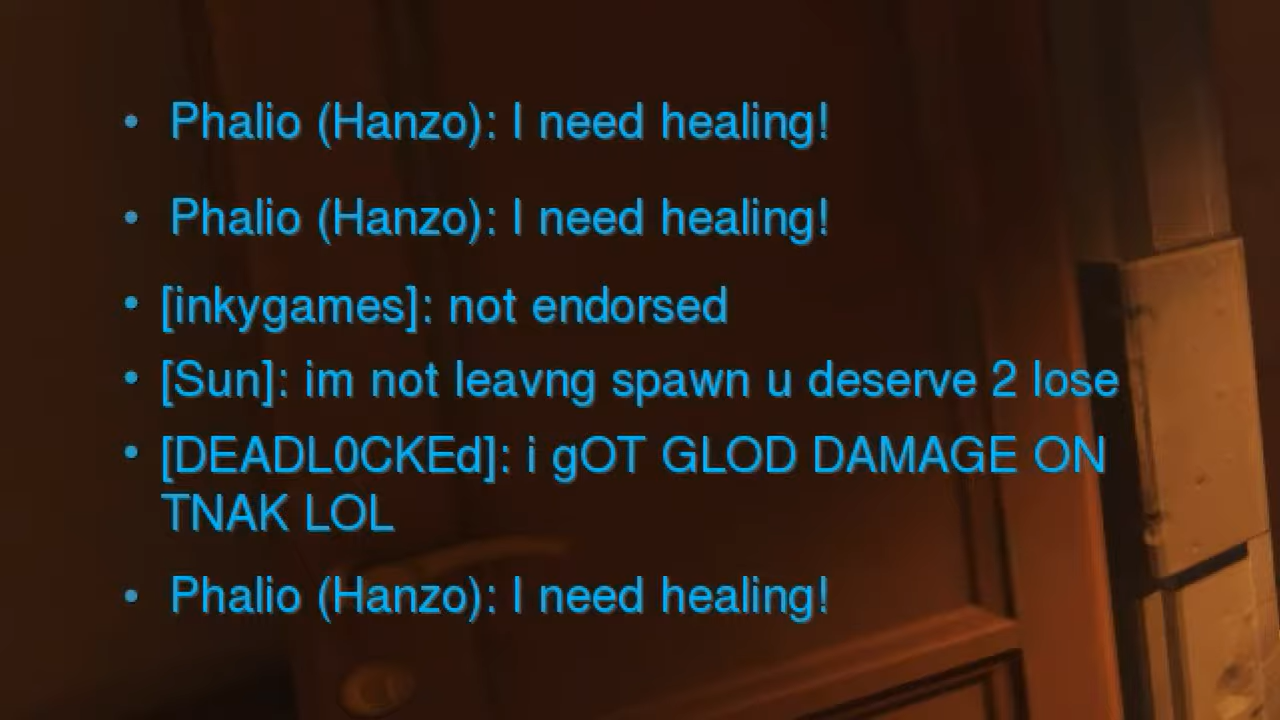 • Phalio (Hanzo): I need healing!
• Phalio (Hanzo): I need healing!
• [inkygames]: not endorsed
• [Sun]: im not leavng spawn u deserve 2 lose
• [DEADL0CKEd]: i gOT GLOD DAMAGE ON
TNAK LOL
• Phalio (Hanzo): I need healing!